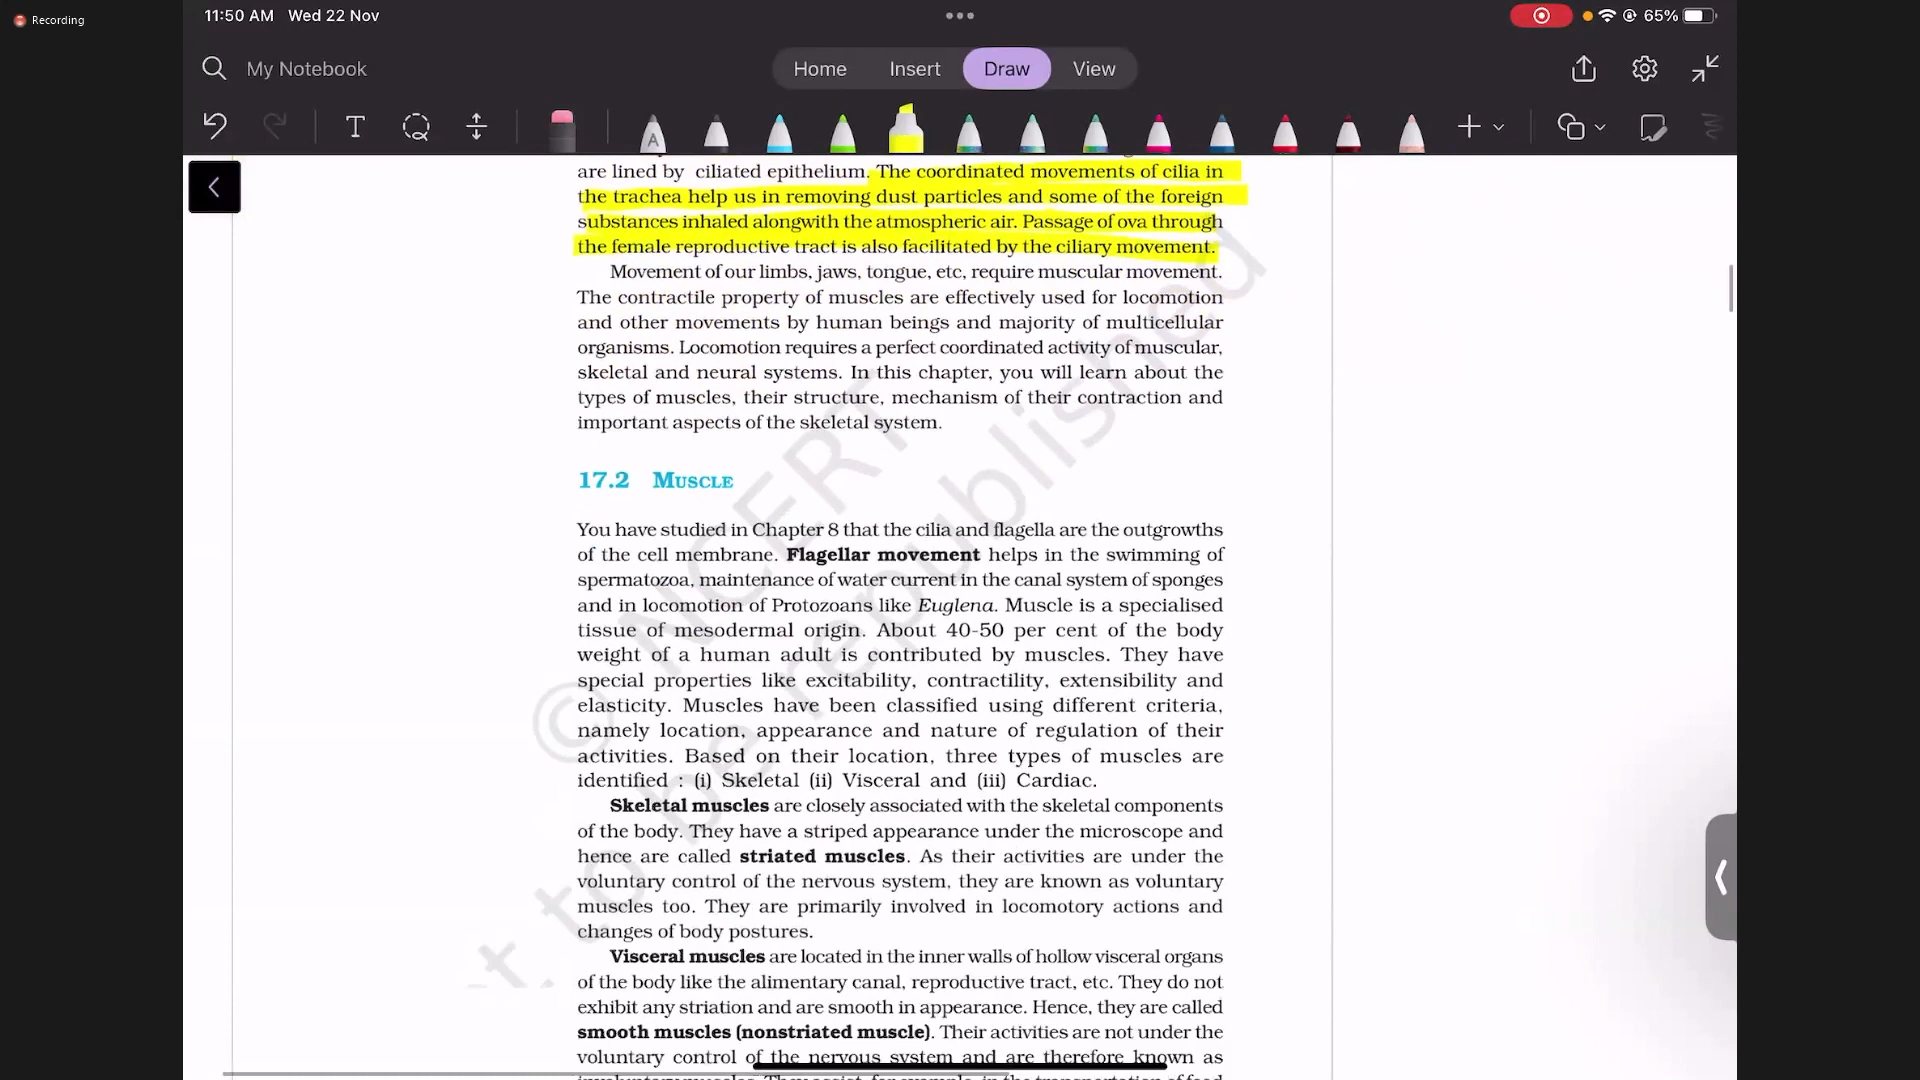 Recording
11:50 AM Wed 22 Nov
65%
My Notebook
Home Insert Draw View
T
A
are lined by ciliated epithelium. The coordinated movements of cilia in
the trachea help us in removing dust particles and some of the foreign
substances inhaled alongwith the atmospheric air. Passage of ova through
the female reproductive tract is also facilitated by the ciliary movement.
Movement of our limbs, jaws, tongue, etc, require muscular movement.
The contractile property of muscles are effectively used for locomotion
and other movements by human beings and majority of multicellular
organisms. Locomotion requires a perfect coordinated activity of muscular,
skeletal and neural systems. In this chapter, you will learn about the
types of muscles, their structure, mechanism of their contraction and
important aspects of the skeletal system.
17.2 MUSCLE
You have studied in Chapter 8 that the cilia and flagella are the outgrowths
of the cell membrane. Flagellar movement helps in the swimming of
spermatozoa, maintenance of water current in the canal system of sponges
and in locomotion of Protozoans like Euglena. Muscle is a specialised
tissue of mesodermal origin. About 40-50 per cent of the body
weight of a human adult is contributed by muscles. They have
special properties like excitability, contractility, extensibility and
elasticity. Muscles have been classified using different criteria,
namely location, appearance and nature of regulation of their
activities. Based on their location, three types of muscles are
identified : (i) Skeletal (ii) Visceral and (iii) Cardiac.
Skeletal muscles are closely associated with the skeletal components
of the body. They have a striped appearance under the microscope and
hence are called striated muscles. As their activities are under the
voluntary control of the nervous system, they are known as voluntary
muscles too. They are primarily involved in locomotory actions and
changes of body postures.
Visceral muscles are located in the inner walls of hollow visceral organs
of the body like the alimentary canal, reproductive tract, etc. They do not
exhibit any striation and are smooth in appearance. Hence, they are called
smooth muscles (nonstriated muscle). Their activities are not under the
voluntary control of the nervous system and are therefore known as
© NCERT
be republished